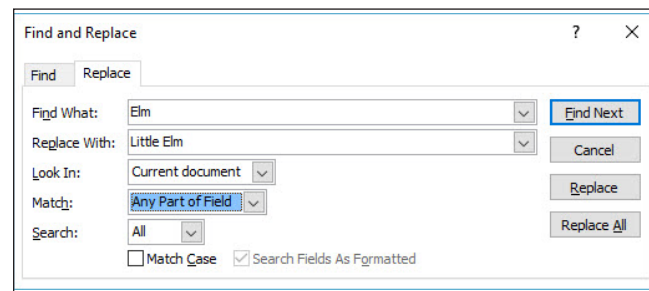 Find and Replace ?
Find Replace
Find What: Elm Find Next
Replace With: Little Elm Cancel
Look In: Current document
Match: Any Part of Field Replace
Search: All Replace All
Match Case Search Fields As Formatted